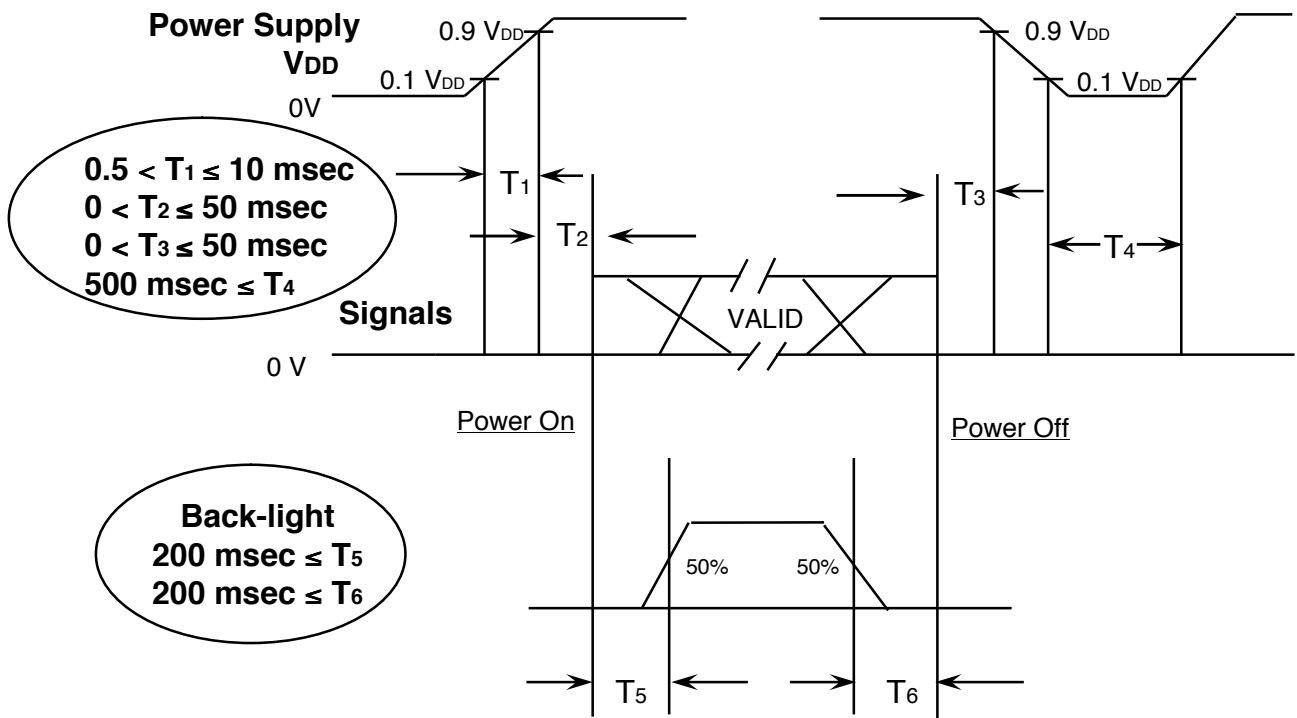 Power Supply
VDD
0.9 VDD
0.1 VDD
0V
0.9 VDD
0.1 VDD
0.5 < T1 ≤ 10 msec
0 < T2 ≤ 50 msec
0 < T3 ≤ 50 msec
500 msec ≤ T4
T1
T2
T3
T4
Signals
VALID
0 V
Power On
Power Off
Back-light
200 msec ≤ T5
200 msec ≤ T6
50%
50%
T5
T6